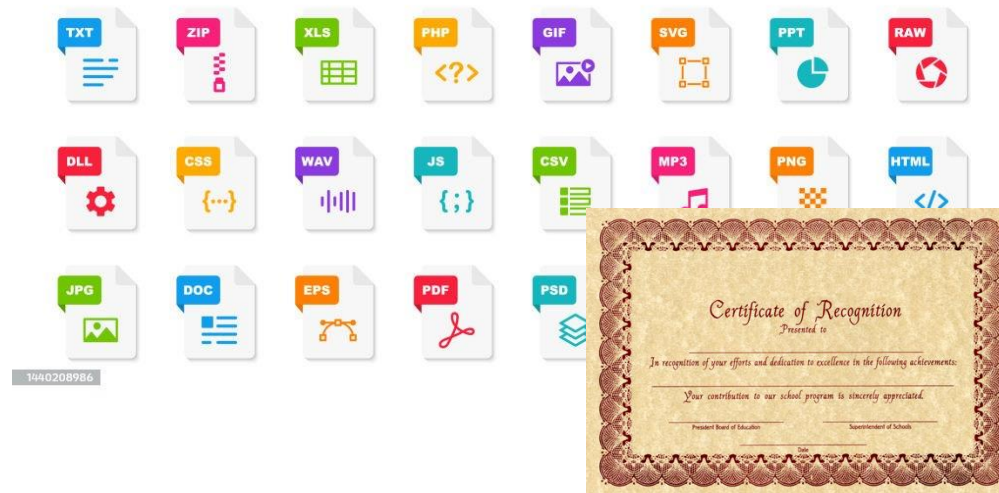 TXT ZIP XLS PHP GIF SVG PPT RAW
<?>
DLL CSS WAV JS CSV MP3 PNG HTML
{···} {;} </>
JPG DOC EPS PDF PSD
1440208986
Certificate of Recognition
Presented to
In recognition of your efforts and dedication to excellence in the following achievements:
Your contribution to our school program is sincerely appreciated.
President Board of Education Superintendent of Schools
Date